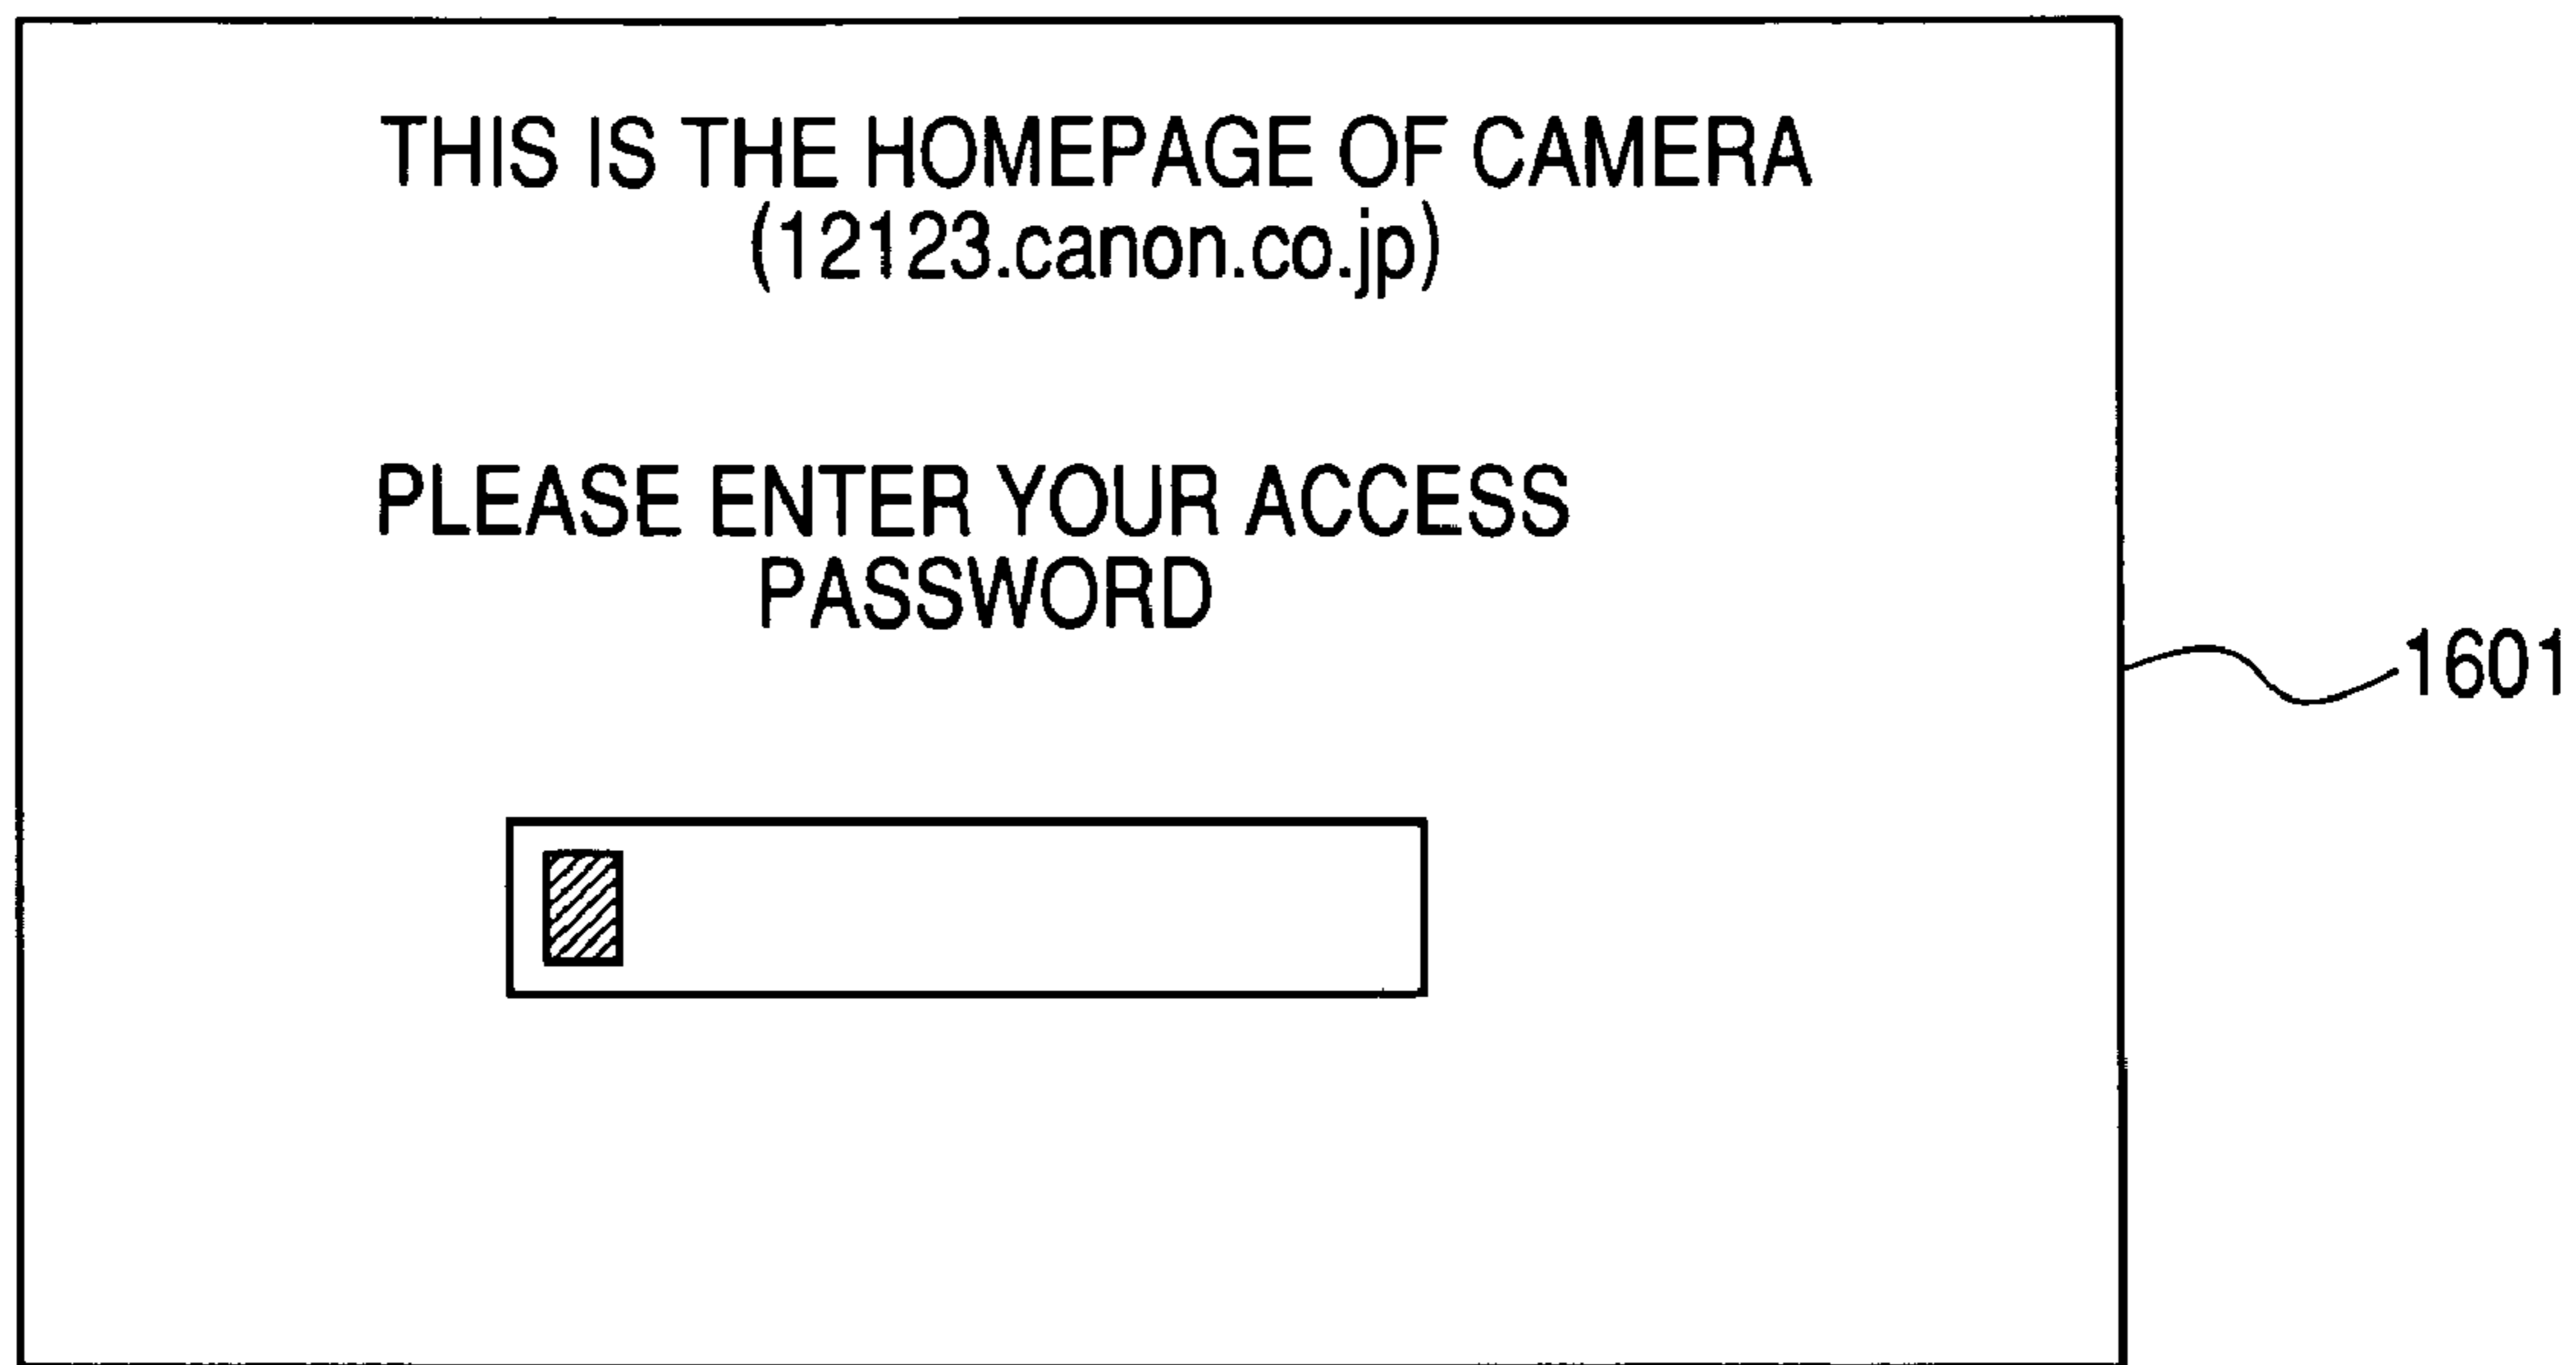 THIS IS THE HOMEPAGE OF CAMERA
(12123.canon.co.jp)
PLEASE ENTER YOUR ACCESS
PASSWORD
1601